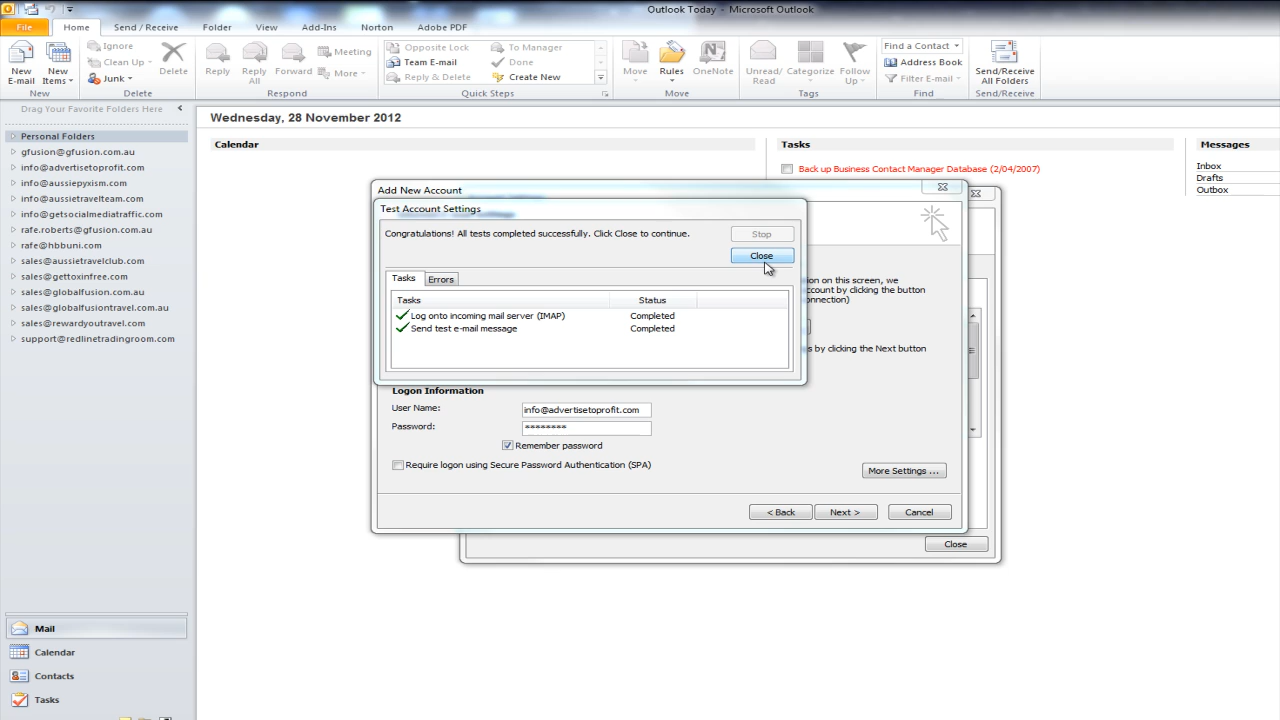 Outlook Today - Microsoft Outlook
File Home Send / Receive Folder View Add-Ins Norton Adobe PDF
New E-mail
New Items
New
Ignore
Clean Up
Junk
Delete
Delete
Reply
Reply All
Forward
Meeting
More
Respond
Opposite Lock
Team E-mail
Reply & Delete
To Manager
Done
Create New
Quick Steps
Move
Rules
OneNote
Move
Unread/ Read
Categorize
Follow Up
Tags
Find a Contact
Address Book
Filter E-mail
Find
Send/Receive All Folders
Send/Receive
Drag Your Favorite Folders Here
Personal Folders
gfusion@gfusion.com.au
info@advertisetoprofit.com
info@aussiepyxism.com
info@aussietravelteam.com
info@getsocialmediatraffic.com
rafe.roberts@gfusion.com.au
rafe@hbbuni.com
sales@aussietravelclub.com
sales@gettoxinfree.com
sales@globalfusion.com.au
sales@globalfusiontravel.com.au
sales@rewardyoutravel.com
support@redlinetradingroom.com
Mail
Calendar
Contacts
Tasks
Wednesday, 28 November 2012
Calendar
Tasks
Back up Business Contact Manager Database (2/04/2007)
Messages
Inbox
Drafts
Outbox
Add New Account
Test Account Settings
Congratulations! All tests completed successfully. Click Close to continue.
Stop
Close
Tasks Errors
Tasks Status
Log onto incoming mail server (IMAP) Completed
Send test e-mail message Completed
on on this screen, we
ccount by clicking the button
onnection)
s by clicking the Next button
Logon Information
User Name: info@advertisetoprofit.com
Password: ********
Remember password
Require logon using Secure Password Authentication (SPA)
More Settings ...
< Back Next > Cancel
Close